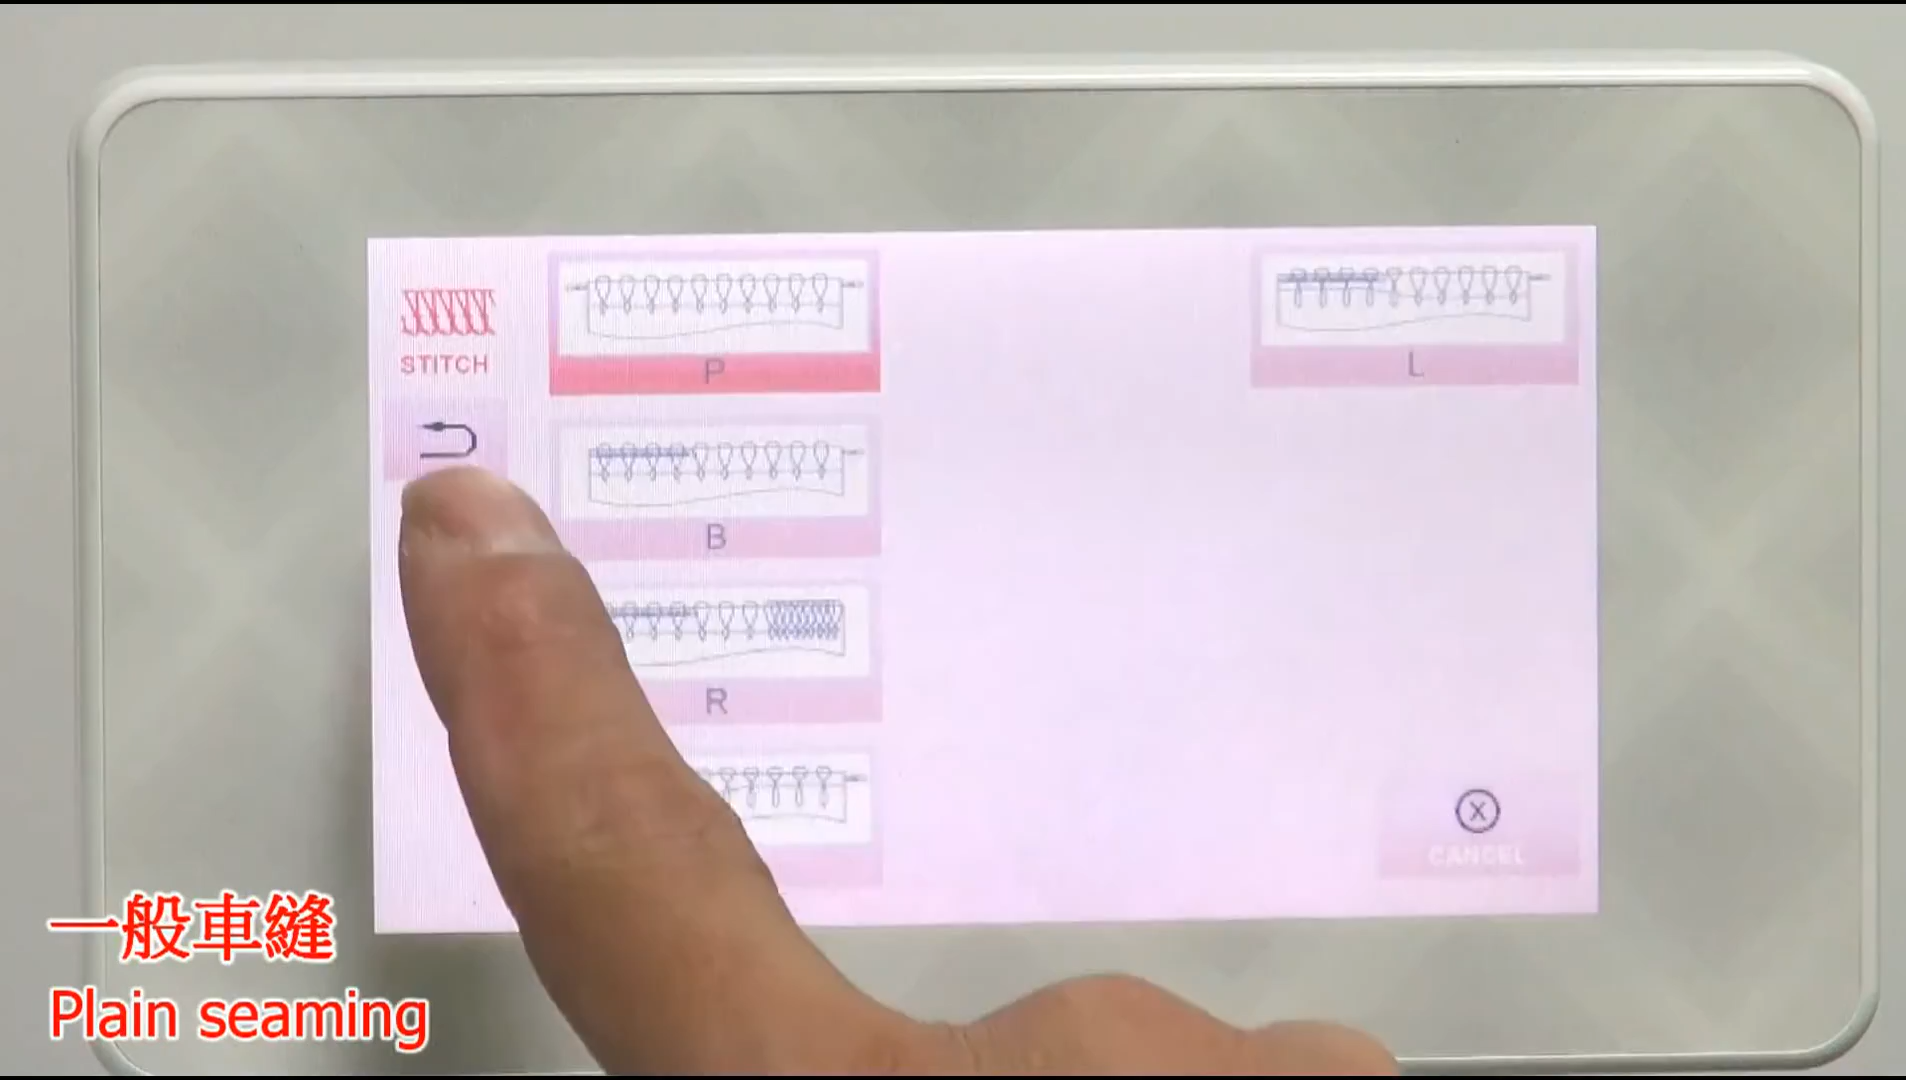 STITCH
P
L
B
R
CANCEL
一般車縫
Plain seaming